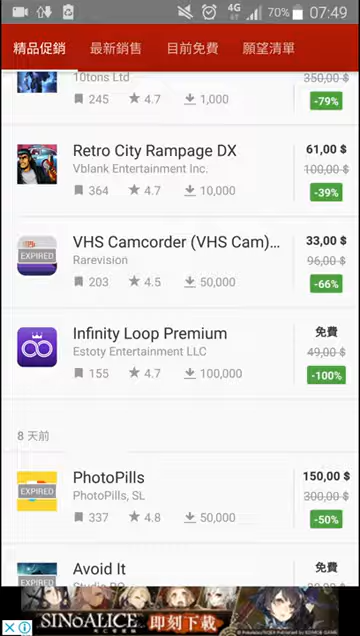 4G 70% 07:49
精品促銷 最新銷售 目前免費 願望清單
10tons Ltd 350,00 $
245 4.7 1,000 -79%
Retro City Rampage DX 61,00 $
Vblank Entertainment Inc. 100,00 $
364 4.7 10,000 -39%
VHS Camcorder (VHS Cam)... 33,00 $
EXPIRED Rarevision 96,00 $
203 4.5 50,000 -66%
Infinity Loop Premium 免費
Estoty Entertainment LLC 49,00 $
155 4.7 100,000 -100%
8 天前
PhotoPills 150,00 $
EXPIRED PhotoPills, SL 300,00 $
337 4.8 50,000 -50%
Avoid It 免費
EXPIRED
SINoALICE 即刻下載